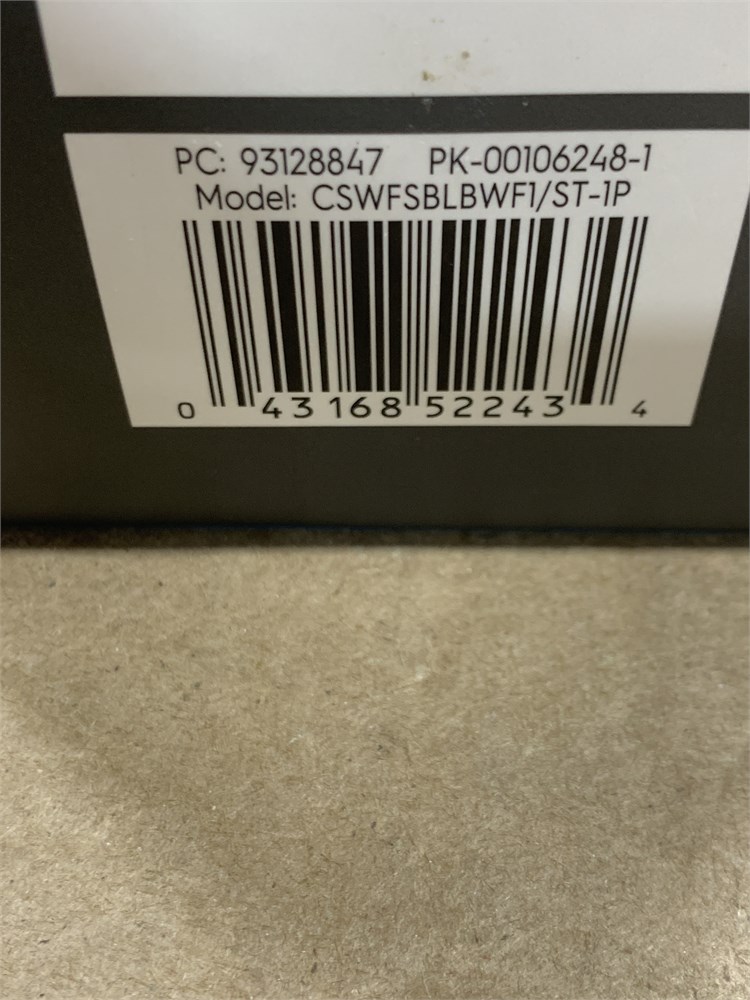 PC: 93128847 PK-00106248-1
Model: CSWFSBLBWF1/ST-1P
0 43168 52243 4